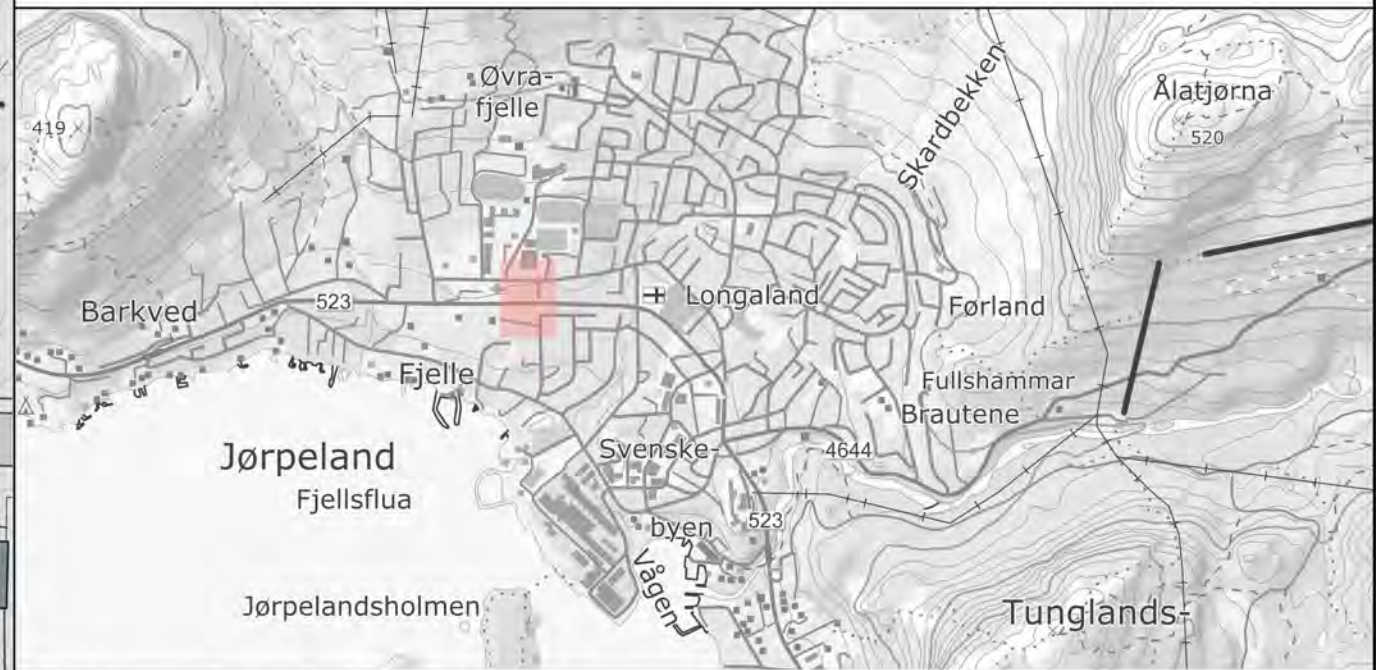 Øvra-
fjelle
Skardbekken
Ålatjørna
520
419
Barkved
523
Longaland
Førland
Fjelle
Fullshammar
Brautene
Jørpeland
Svenske-
4644
Fjellsflua
byen
523
Vågen
Jørpelandsholmen
Tunglands-